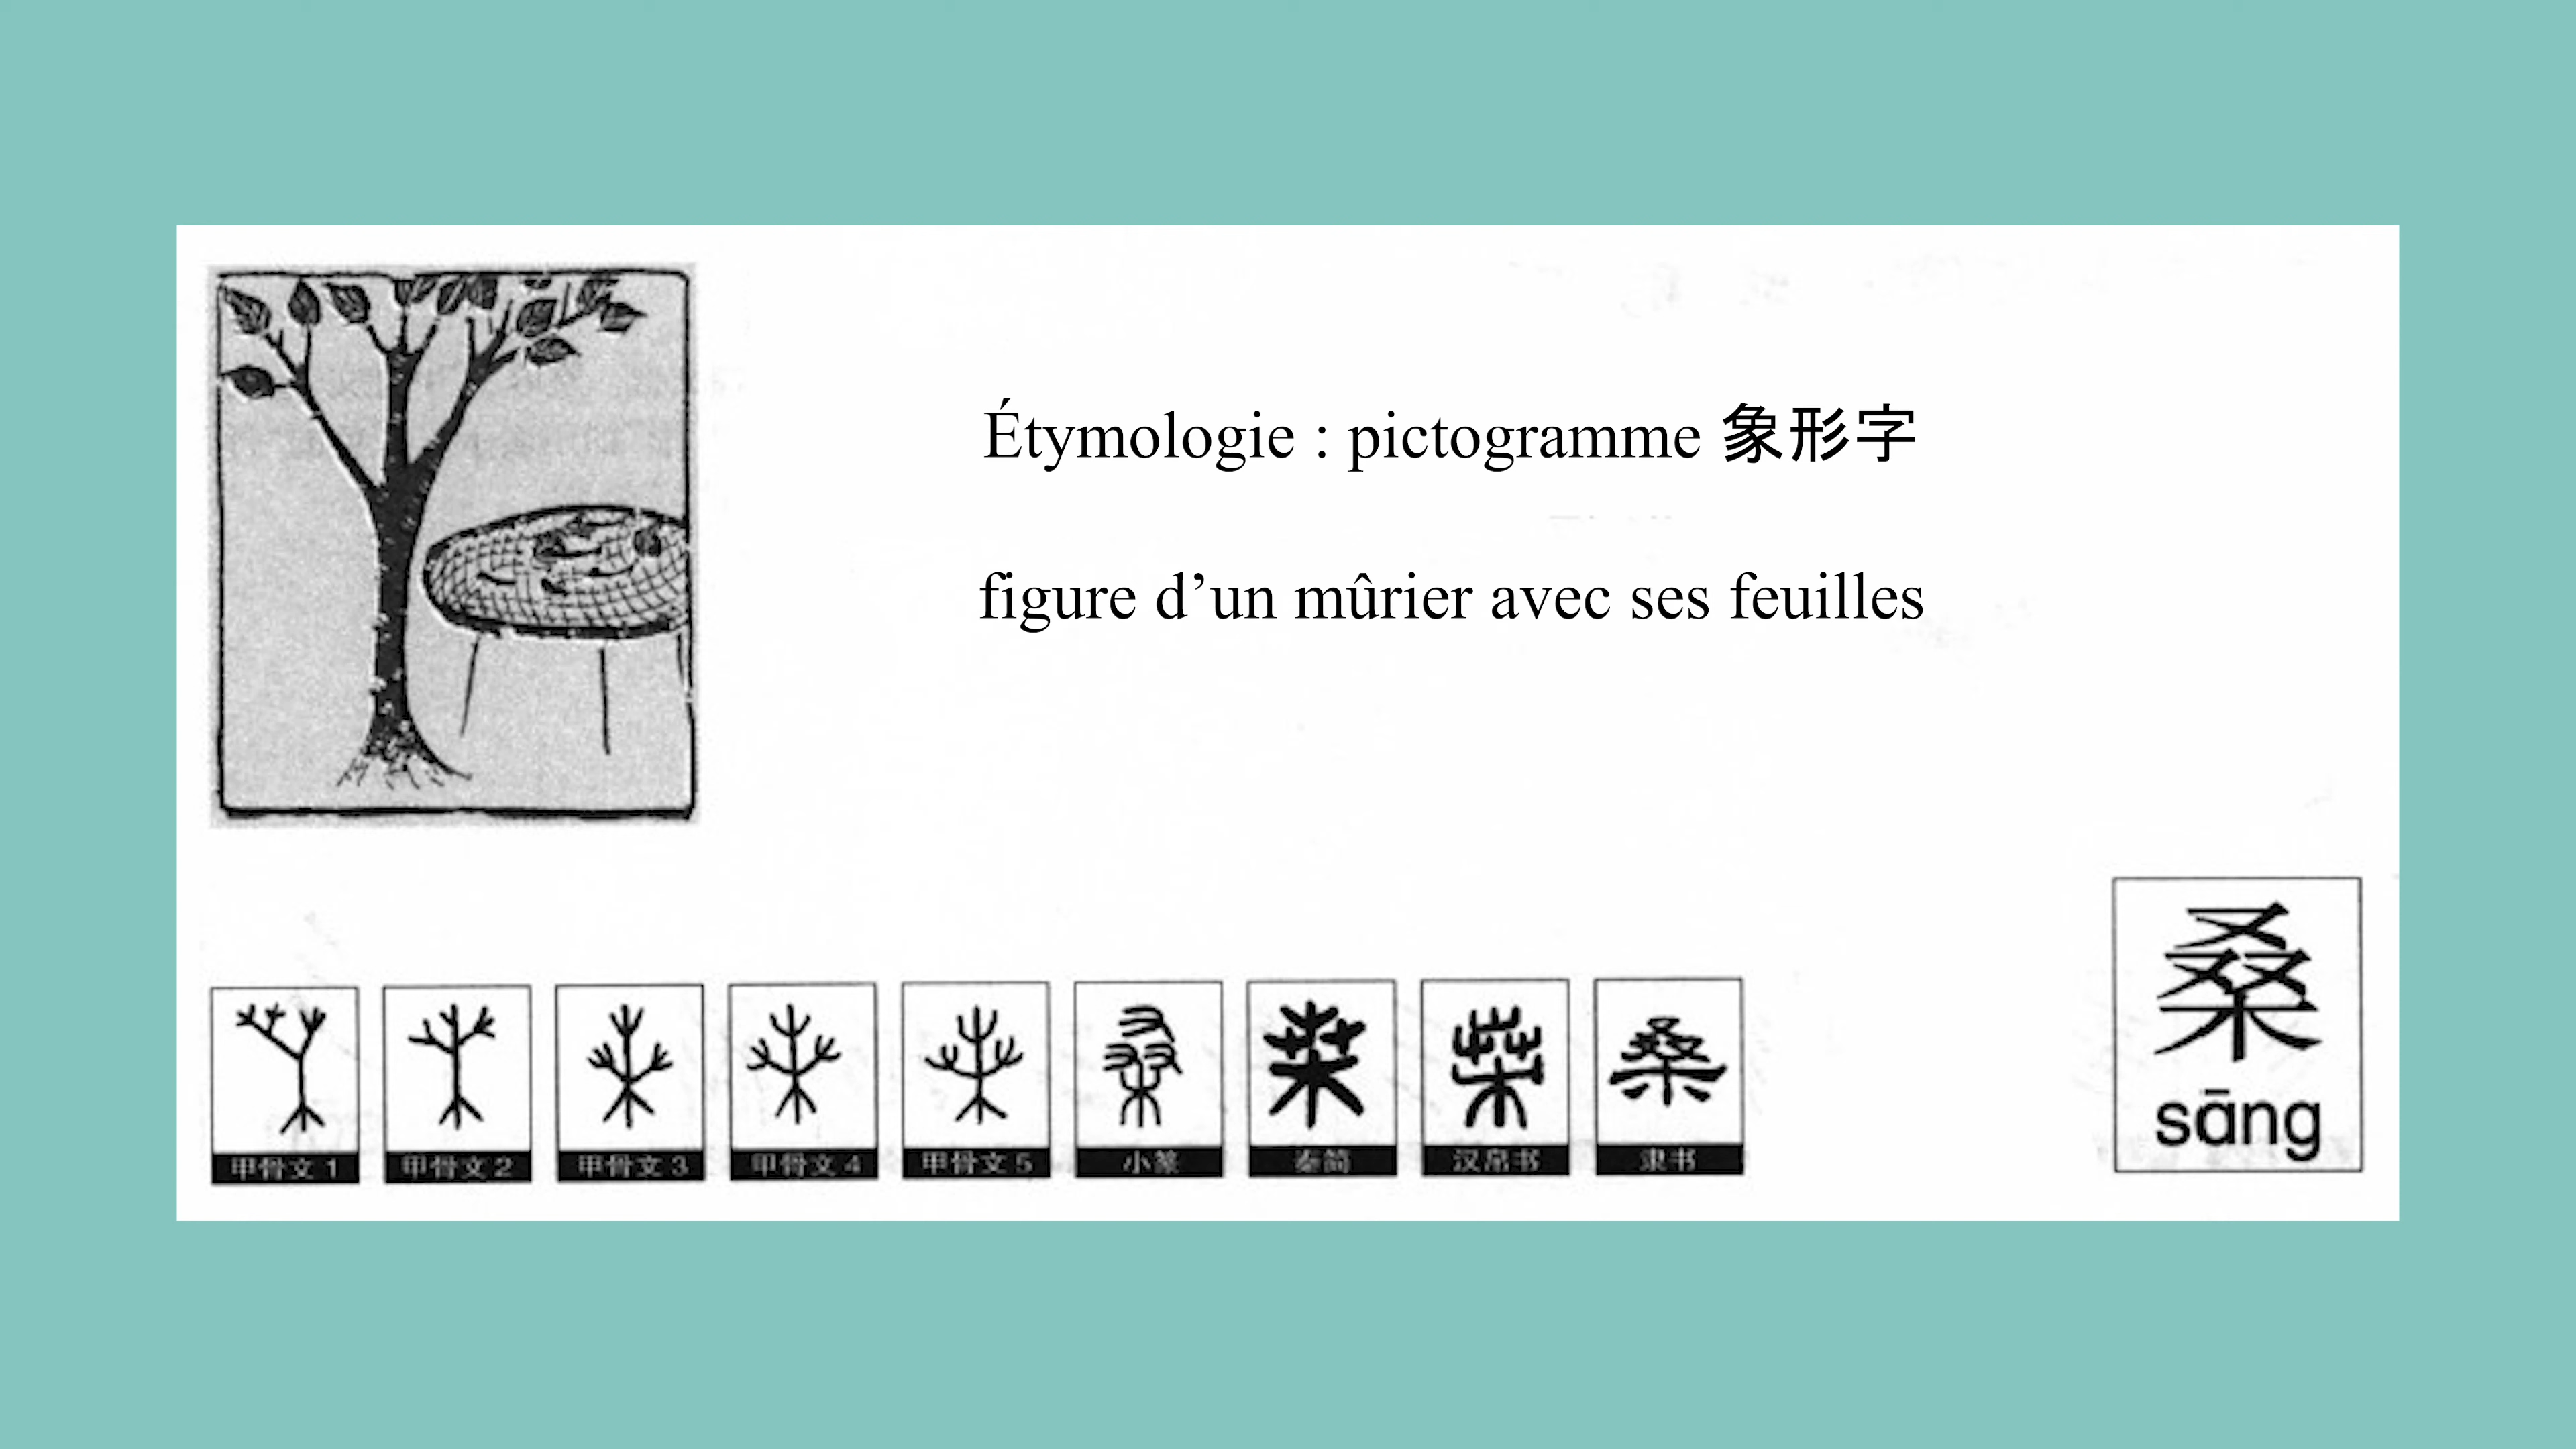 Étymologie : pictogramme 象形字
figure d’un mûrier avec ses feuilles
桑
sāng
甲骨文 1 甲骨文 2 甲骨文 3 甲骨文 4 甲骨文 5 小篆 秦简 汉帛书 隶书